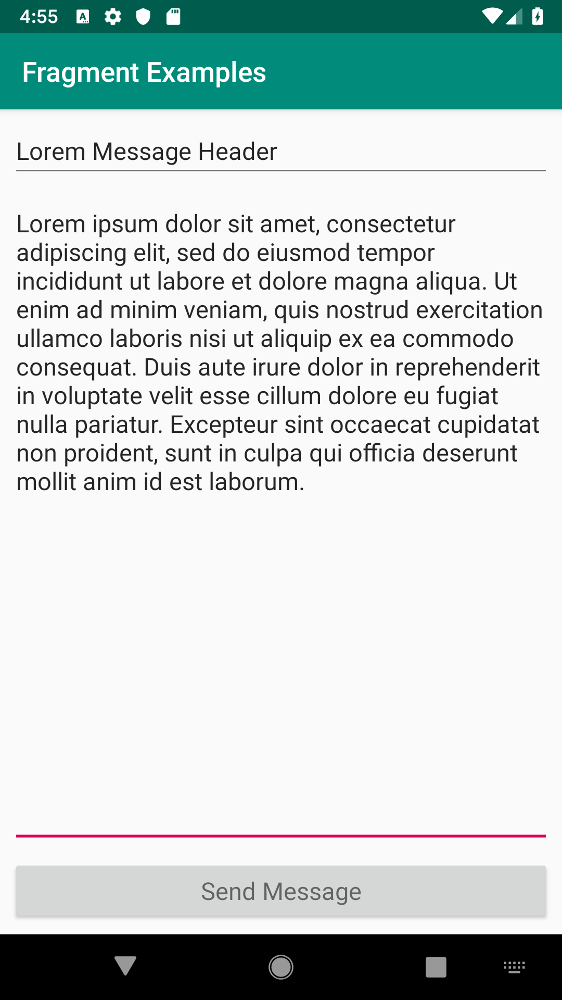 4:55
Fragment Examples
Lorem Message Header
Lorem ipsum dolor sit amet, consectetur
adipiscing elit, sed do eiusmod tempor
incididunt ut labore et dolore magna aliqua. Ut
enim ad minim veniam, quis nostrud exercitation
ullamco laboris nisi ut aliquip ex ea commodo
consequat. Duis aute irure dolor in reprehenderit
in voluptate velit esse cillum dolore eu fugiat
nulla pariatur. Excepteur sint occaecat cupidatat
non proident, sunt in culpa qui officia deserunt
mollit anim id est laborum.
Send Message